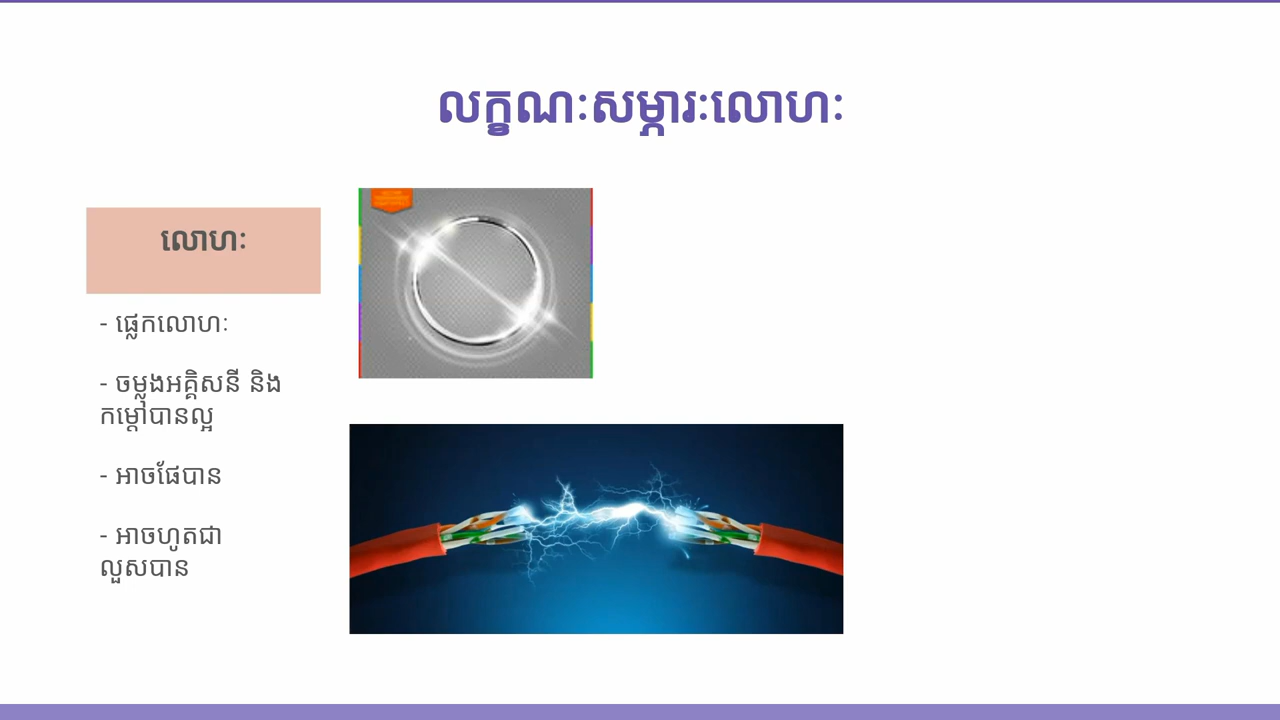 លក្ខណៈសម្ភារៈលោហៈ
លោហៈ
- ផ្លេកលោហៈ
- ចម្លងអគ្គិសនី និង
កម្តៅបានល្អ
- អាចផែបាន
- អាចហូតជា
លួសបាន